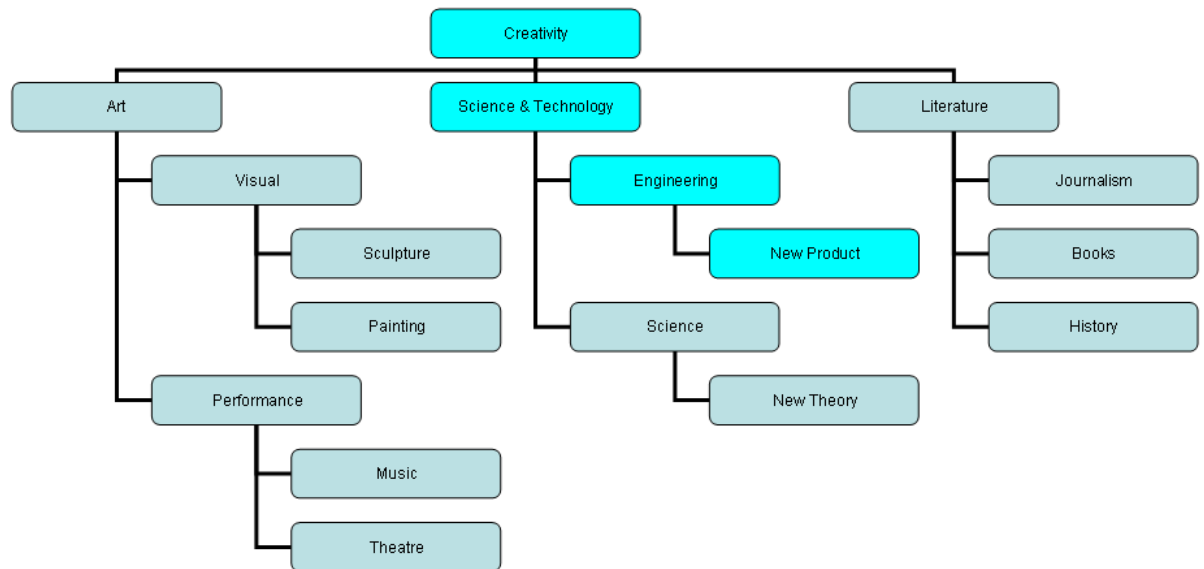 Creativity
Art
Science & Technology
Literature
Visual
Engineering
Journalism
Sculpture
New Product
Books
Painting
Science
History
Performance
New Theory
Music
Theatre